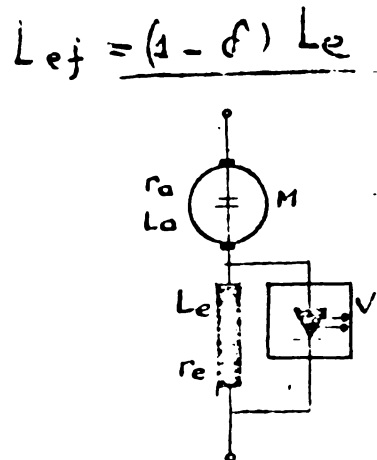 Lef = (1 - δ) Le
ra
M
La
Le
V
re